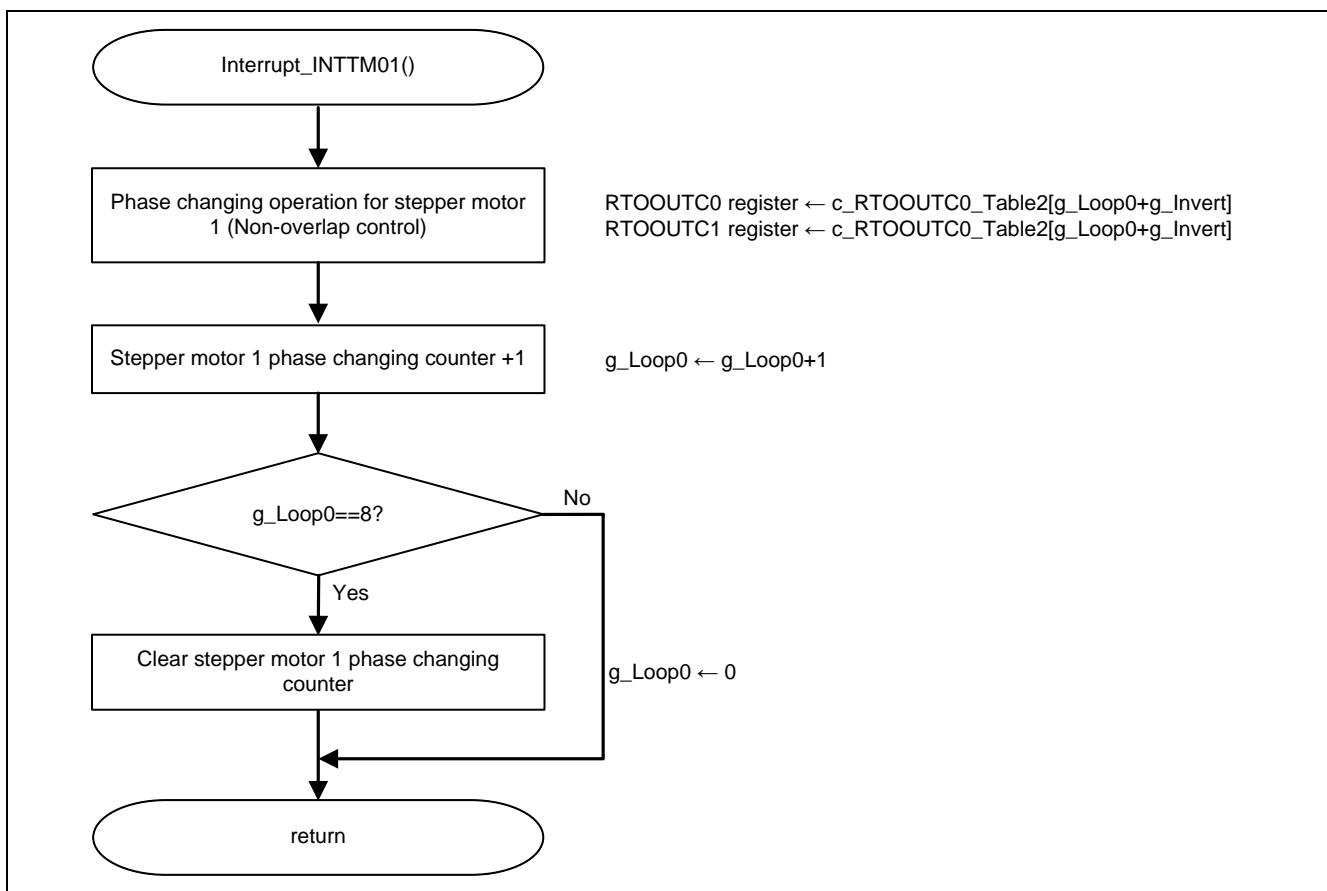 Interrupt_INTTM01()
Phase changing operation for stepper motor
1 (Non-overlap control)
RTOOUTC0 register ← c_RTOOUTC0_Table2[g_Loop0+g_Invert]
RTOOUTC1 register ← c_RTOOUTC0_Table2[g_Loop0+g_Invert]
Stepper motor 1 phase changing counter +1
g_Loop0 ← g_Loop0+1
g_Loop0==8?
No
Yes
Clear stepper motor 1 phase changing
counter
g_Loop0 ← 0
return